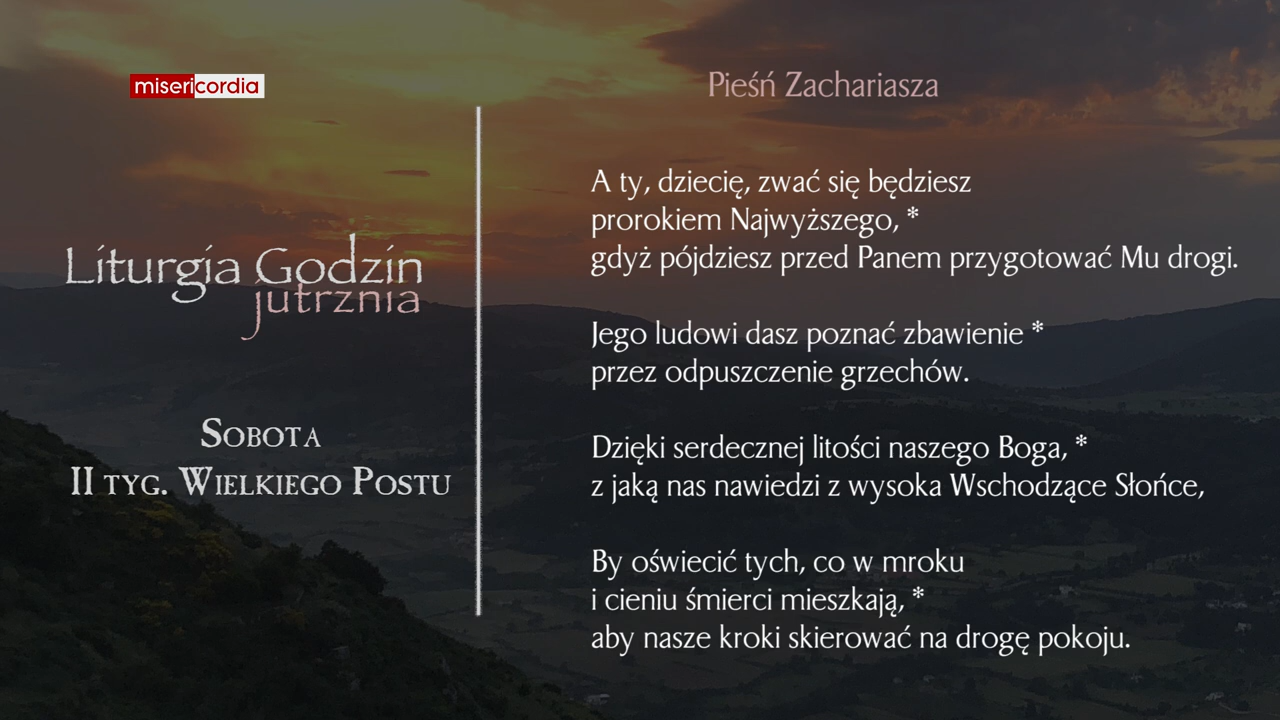 misericordia
Liturgia Godzin
jutrznia
Sobota
II tyg. Wielkiego Postu
Pieśń Zachariasza
A ty, dziecię, zwać się będziesz
prorokiem Najwyższego, *
gdyż pójdziesz przed Panem przygotować Mu drogi.
Jego ludowi dasz poznać zbawienie *
przez odpuszczenie grzechów.
Dzięki serdecznej litości naszego Boga, *
z jaką nas nawiedzi z wysoka Wschodzące Słońce,
By oświecić tych, co w mroku
i cieniu śmierci mieszkają, *
aby nasze kroki skierować na drogę pokoju.